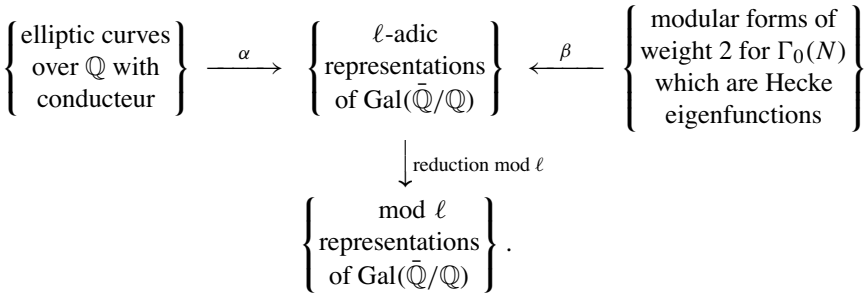 elliptic curves
over ℚ with
conducteur
α
ℓ-adic
representations
of Gal(ℚ̄/ℚ)
β
modular forms of
weight 2 for Γ₀(N)
which are Hecke
eigenfunctions
reduction mod ℓ
mod ℓ
representations
of Gal(ℚ̄/ℚ)
.